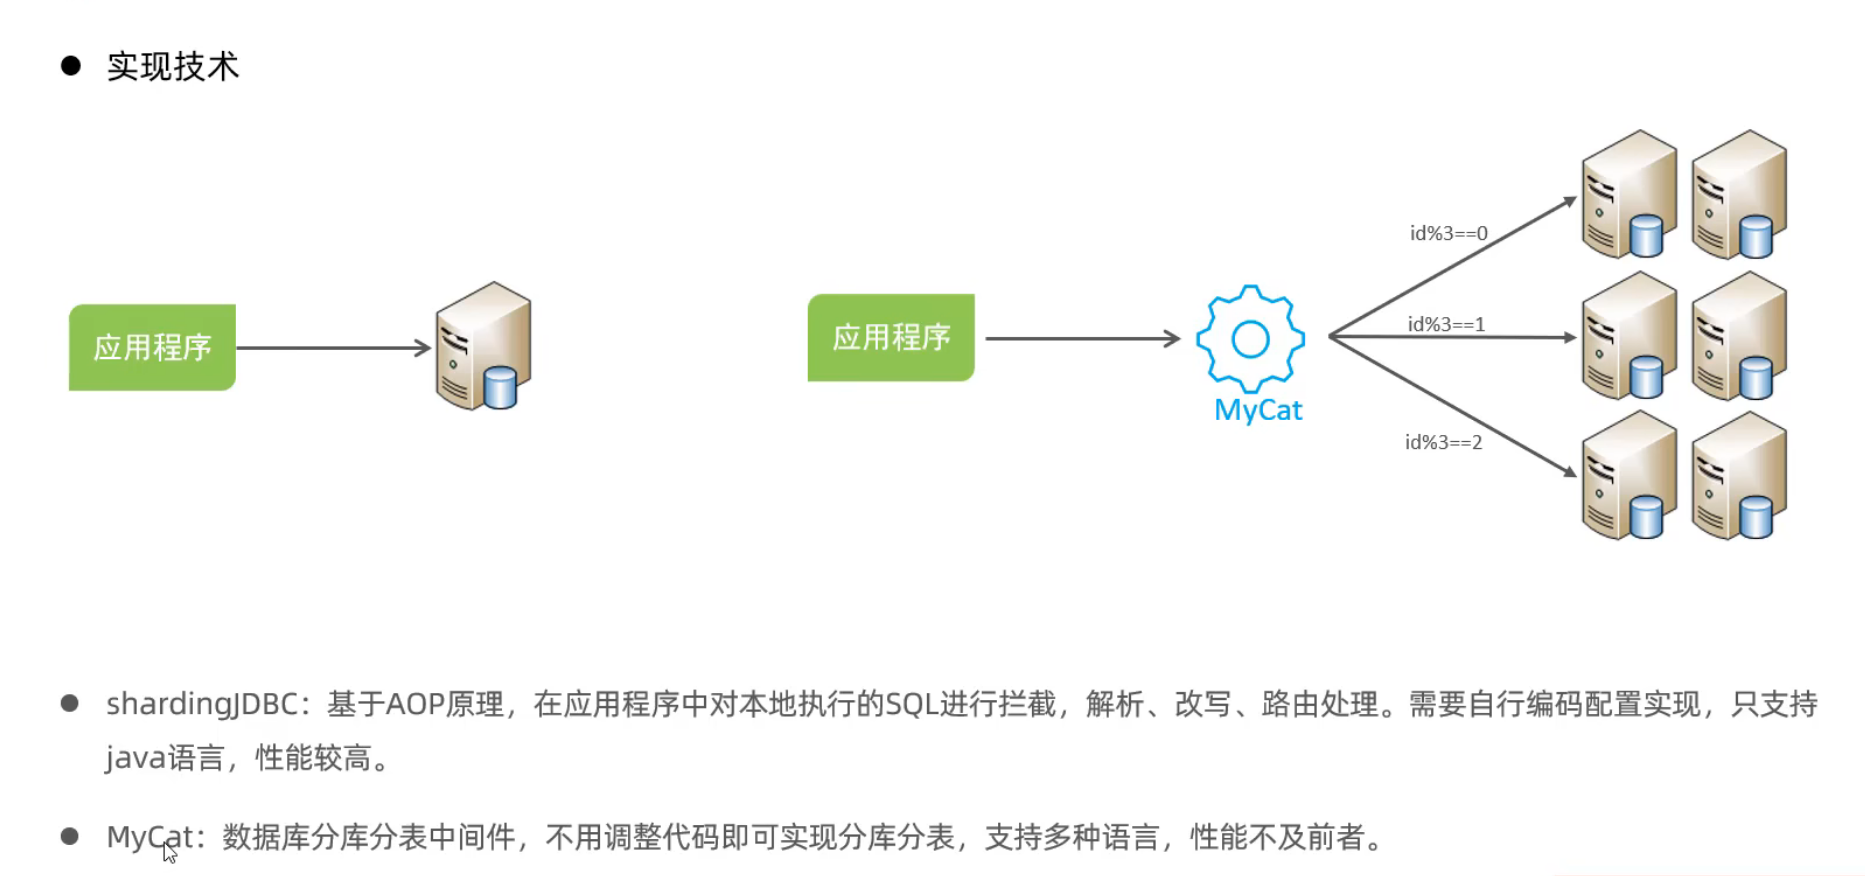 实现技术
应用程序
应用程序
MyCat
id%3==0
id%3==1
id%3==2
shardingJDBC：基于AOP原理，在应用程序中对本地执行的SQL进行拦截，解析、改写、路由处理。需要自行编码配置实现，只支持
java语言，性能较高。
MyCat：数据库分库分表中间件，不用调整代码即可实现分库分表，支持多种语言，性能不及前者。